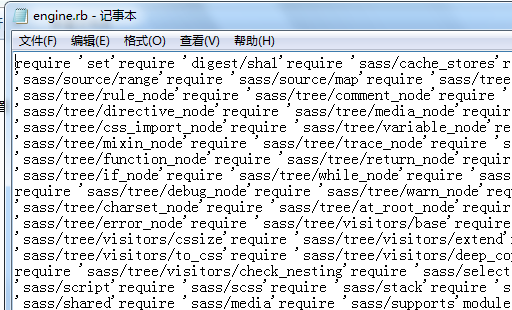 engine.rb - 记事本
文件(F) 编辑(E) 格式(O) 查看(V) 帮助(H)
require 'set'require 'digest/sha1'require 'sass/cache_stores'r
'sass/source/range'require 'sass/source/map'require 'sass/tree
'sass/tree/rule_node'require 'sass/tree/comment_node'require '
'sass/tree/directive_node'require 'sass/tree/media_node'requir
'sass/tree/css_import_node'require 'sass/tree/variable_node're
'sass/tree/mixin_node'require 'sass/tree/trace_node'require 's
'sass/tree/function_node'require 'sass/tree/return_node'requir
'sass/tree/if_node'require 'sass/tree/while_node'require 'sass
require 'sass/tree/debug_node'require 'sass/tree/warn_node'requ
'sass/tree/charset_node'require 'sass/tree/at_root_node'requir
'sass/tree/error_node'require 'sass/tree/visitors/base'require
'sass/tree/visitors/cssize'require 'sass/tree/visitors/extend'r
'sass/tree/visitors/to_css'require 'sass/tree/visitors/deep_cop
require 'sass/tree/visitors/check_nesting'require 'sass/select
'sass/script'require 'sass/scss'require 'sass/stack'require 's
'sass/shared'require 'sass/media'require 'sass/supports'module